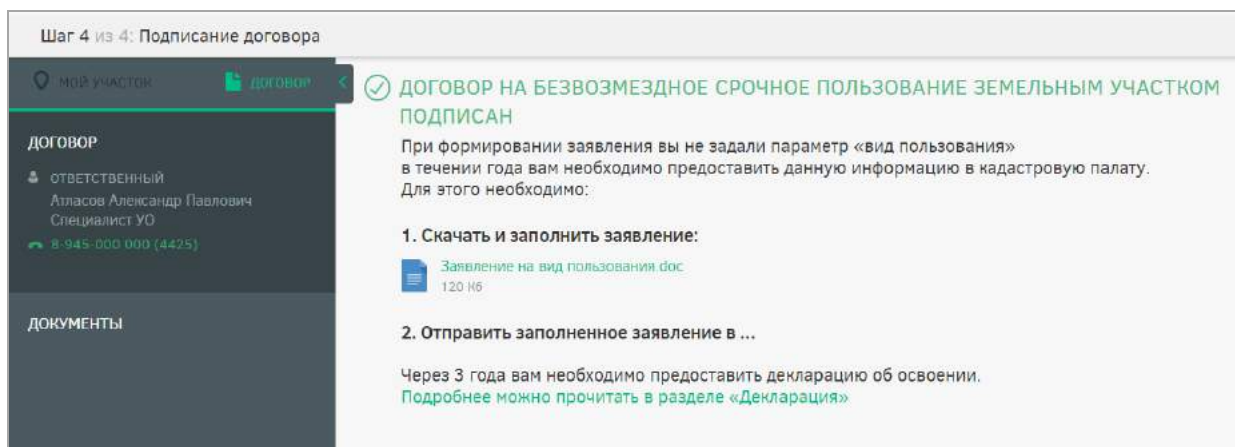 Шаг 4 из 4: Подписание договора
МОЙ УЧАСТОК
ДОГОВОР
ДОГОВОР
ОТВЕТСТВЕННЫЙ
Атласов Александр Павлович
Специалист УО
8-945-000 000 (4425)
ДОКУМЕНТЫ
ДОГОВОР НА БЕЗВОЗМЕЗДНОЕ СРОЧНОЕ ПОЛЬЗОВАНИЕ ЗЕМЕЛЬНЫМ УЧАСТКОМ
ПОДПИСАН
При формировании заявления вы не задали параметр «вид пользования»
в течении года вам необходимо предоставить данную информацию в кадастровую палату.
Для этого необходимо:
1. Скачать и заполнить заявление:
Заявление на вид пользования.doc
120 Кб
2. Отправить заполненное заявление в ...
Через 3 года вам необходимо предоставить декларацию об освоении.
Подробнее можно прочитать в разделе «Декларация»